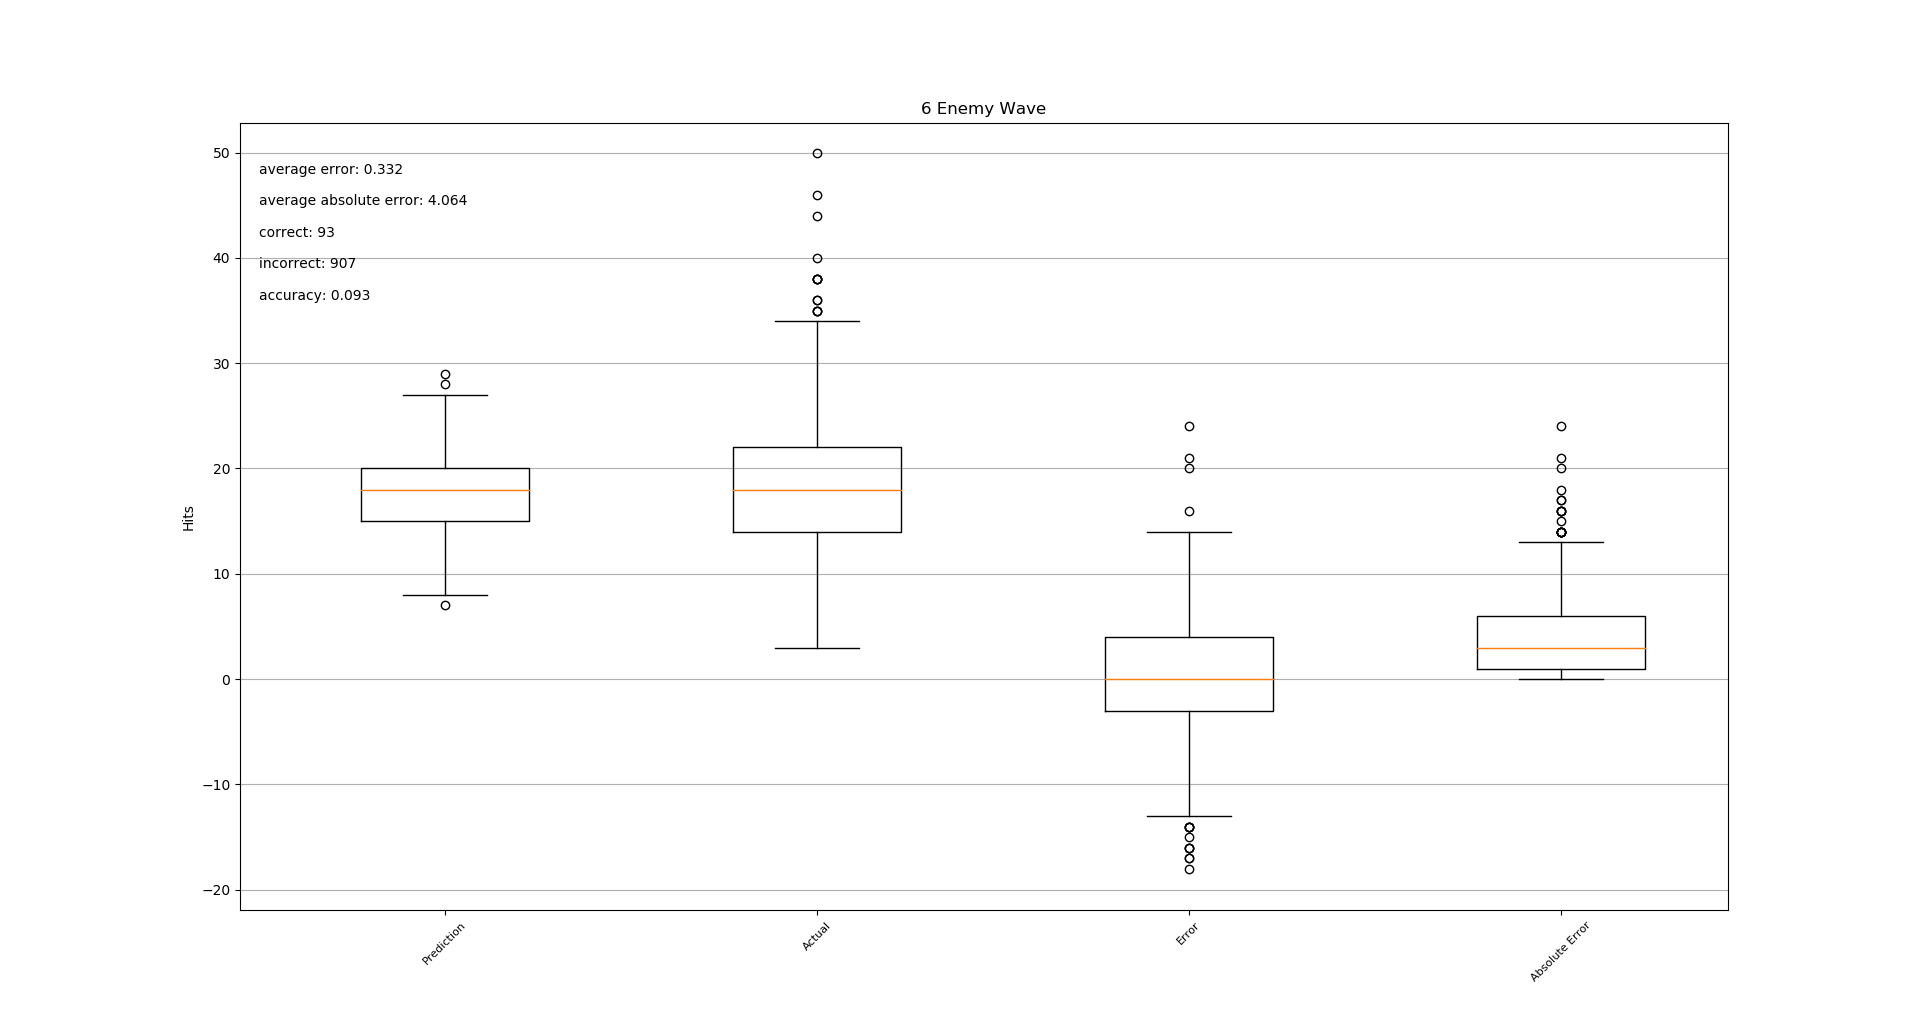 6 Enemy Wave
50
40
30
20
10
0
−10
−20
Hits
average error: 0.332
average absolute error: 4.064
correct: 93
incorrect: 907
accuracy: 0.093
Prediction
Actual
Error
Absolute Error